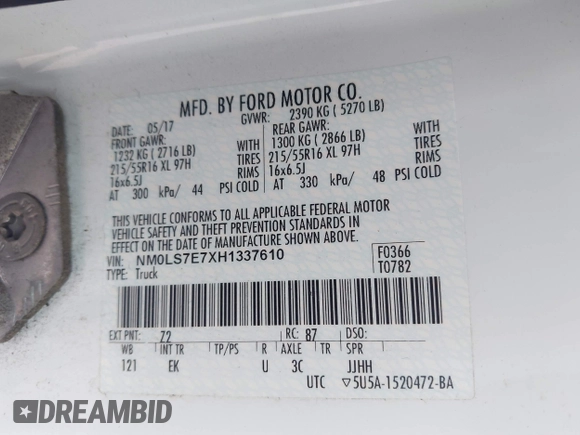 MFD. BY FORD MOTOR CO.
DATE: 05/17 GVWR: 2390 KG ( 5270 LB)
FRONT GAWR: REAR GAWR:
1232 KG ( 2716 LB) WITH 1300 KG ( 2866 LB) WITH
215/55R16 XL 97H TIRES 215/55R16 XL 97H TIRES
16x6.5J RIMS 16x6.5J RIMS
AT 300 kPa/ 44 PSI COLD AT 330 kPa/ 48 PSI COLD
THIS VEHICLE CONFORMS TO ALL APPLICABLE FEDERAL MOTOR
VEHICLE SAFETY AND THEFT PREVENTION STANDARDS IN
EFFECT ON THE DATE OF MANUFACTURE SHOWN ABOVE.
VIN: NM0LS7E7XH1337610 F0366
TYPE: Truck T0782
EXT PNT: Z2 RC: 87 DSO:
WB INT TR TP/PS R AXLE TR SPR
121 EK U 3C JJHH
UTC ▽5U5A-1520472-BA
DREAMBID